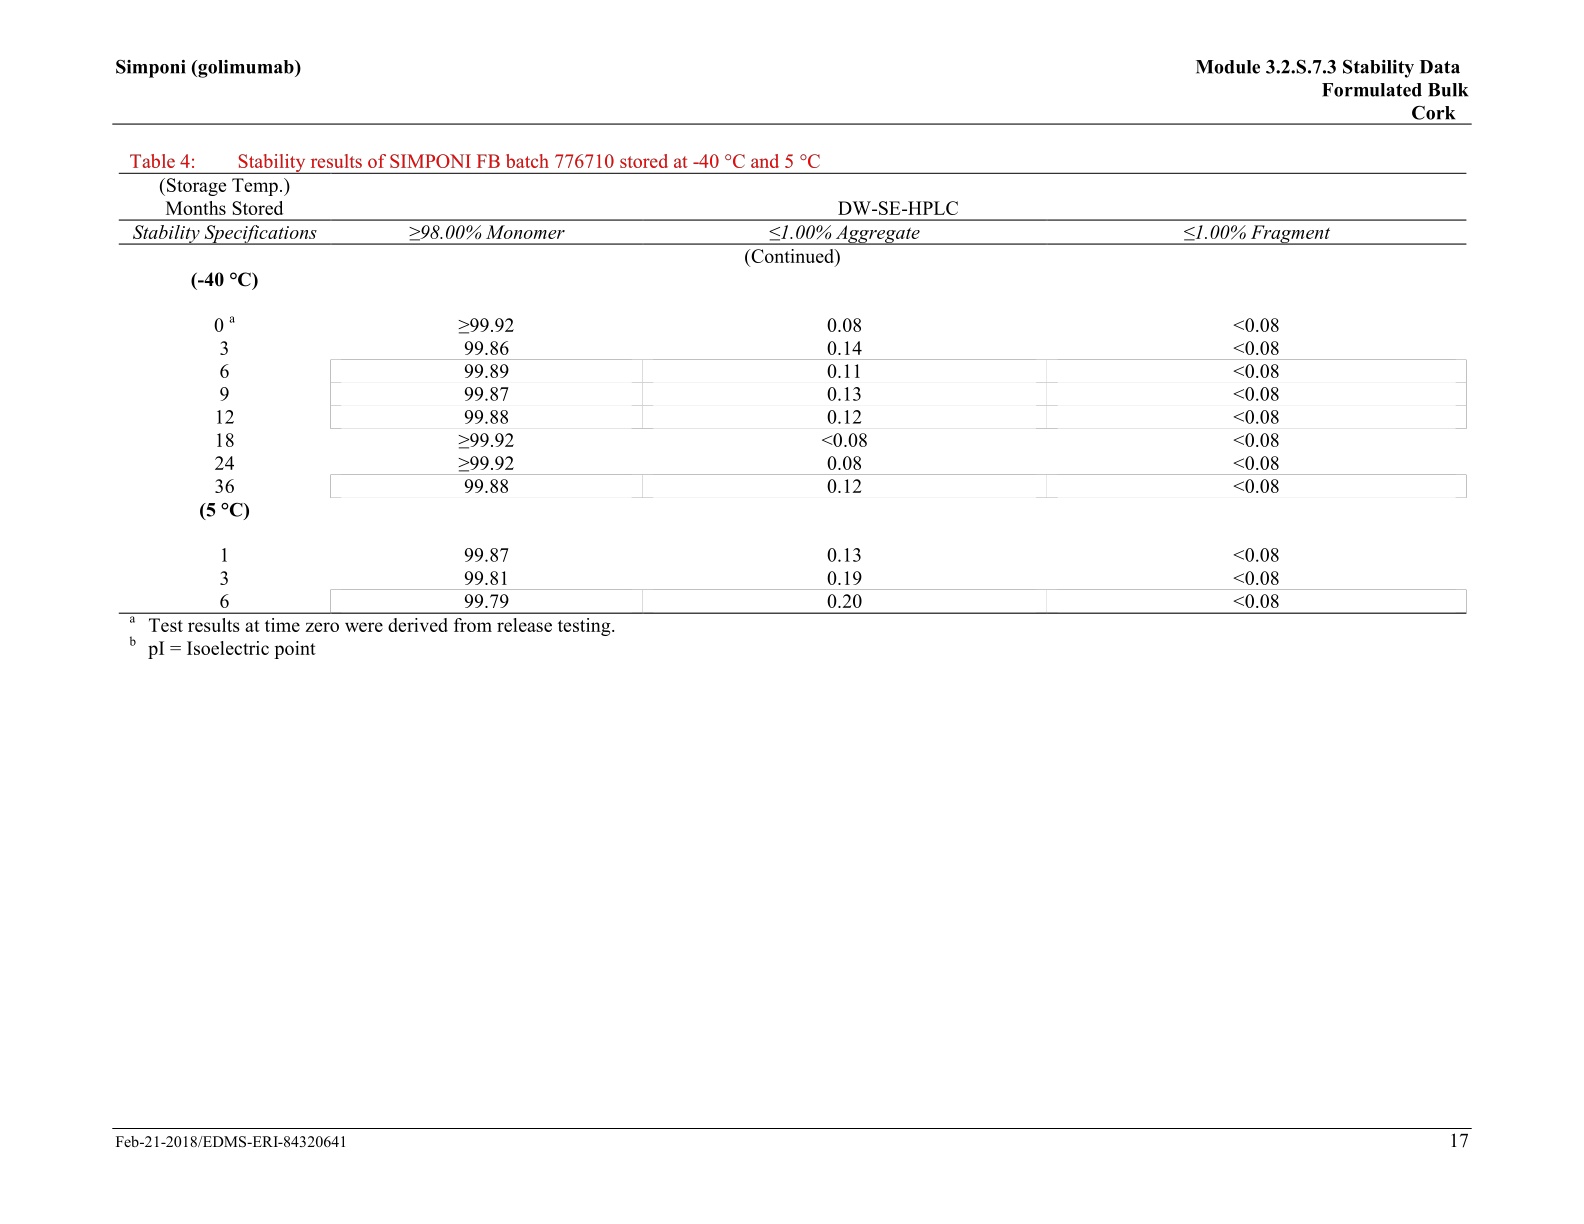 Simponi (golimumab) Module 3.2.S.7.3 Stability Data
Formulated Bulk
Cork
Table 4: Stability results of SIMPONI FB batch 776710 stored at -40 °C and 5 °C
(Storage Temp.)
Months Stored DW-SE-HPLC
Stability Specifications ≥98.00% Monomer ≤1.00% Aggregate ≤1.00% Fragment
(Continued)
(-40 °C)
0 a ≥99.92 0.08 <0.08
3 99.86 0.14 <0.08
6 99.89 0.11 <0.08
9 99.87 0.13 <0.08
12 99.88 0.12 <0.08
18 ≥99.92 <0.08 <0.08
24 ≥99.92 0.08 <0.08
36 99.88 0.12 <0.08
(5 °C)
1 99.87 0.13 <0.08
3 99.81 0.19 <0.08
6 99.79 0.20 <0.08
a Test results at time zero were derived from release testing.
b pI = Isoelectric point
Feb-21-2018/EDMS-ERI-84320641 17